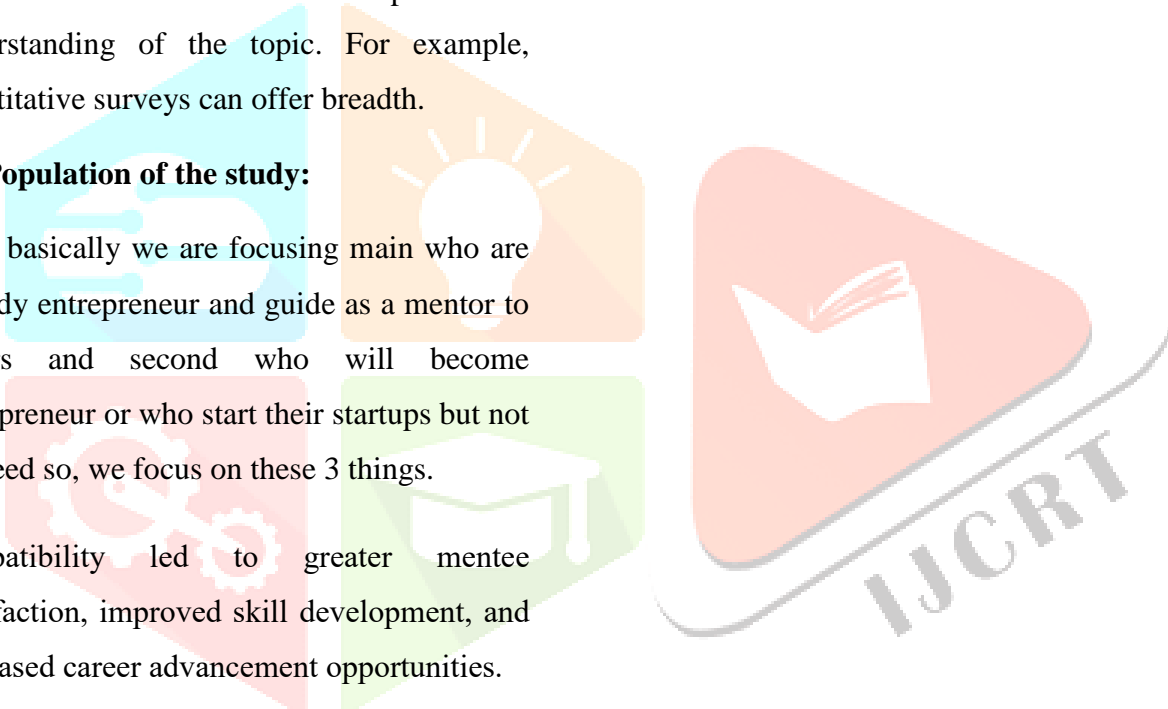 rstanding of the topic. For example,
titative surveys can offer breadth.
opulation of the study:
basically we are focusing main who are
dy entrepreneur and guide as a mentor to
rs and second who will become
preneur or who start their startups but not
eed so, we focus on these 3 things.
patibility led to greater mentee
faction, improved skill development, and
ased career advancement opportunities.
IJCRT